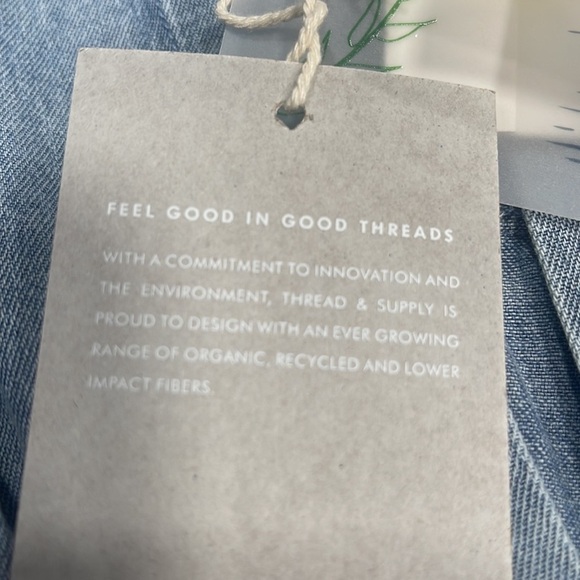 FEEL GOOD IN GOOD THREADS
WITH A COMMITMENT TO INNOVATION AND
THE ENVIRONMENT, THREAD & SUPPLY IS
PROUD TO DESIGN WITH AN EVER GROWING
RANGE OF ORGANIC, RECYCLED AND LOWER
IMPACT FIBERS.